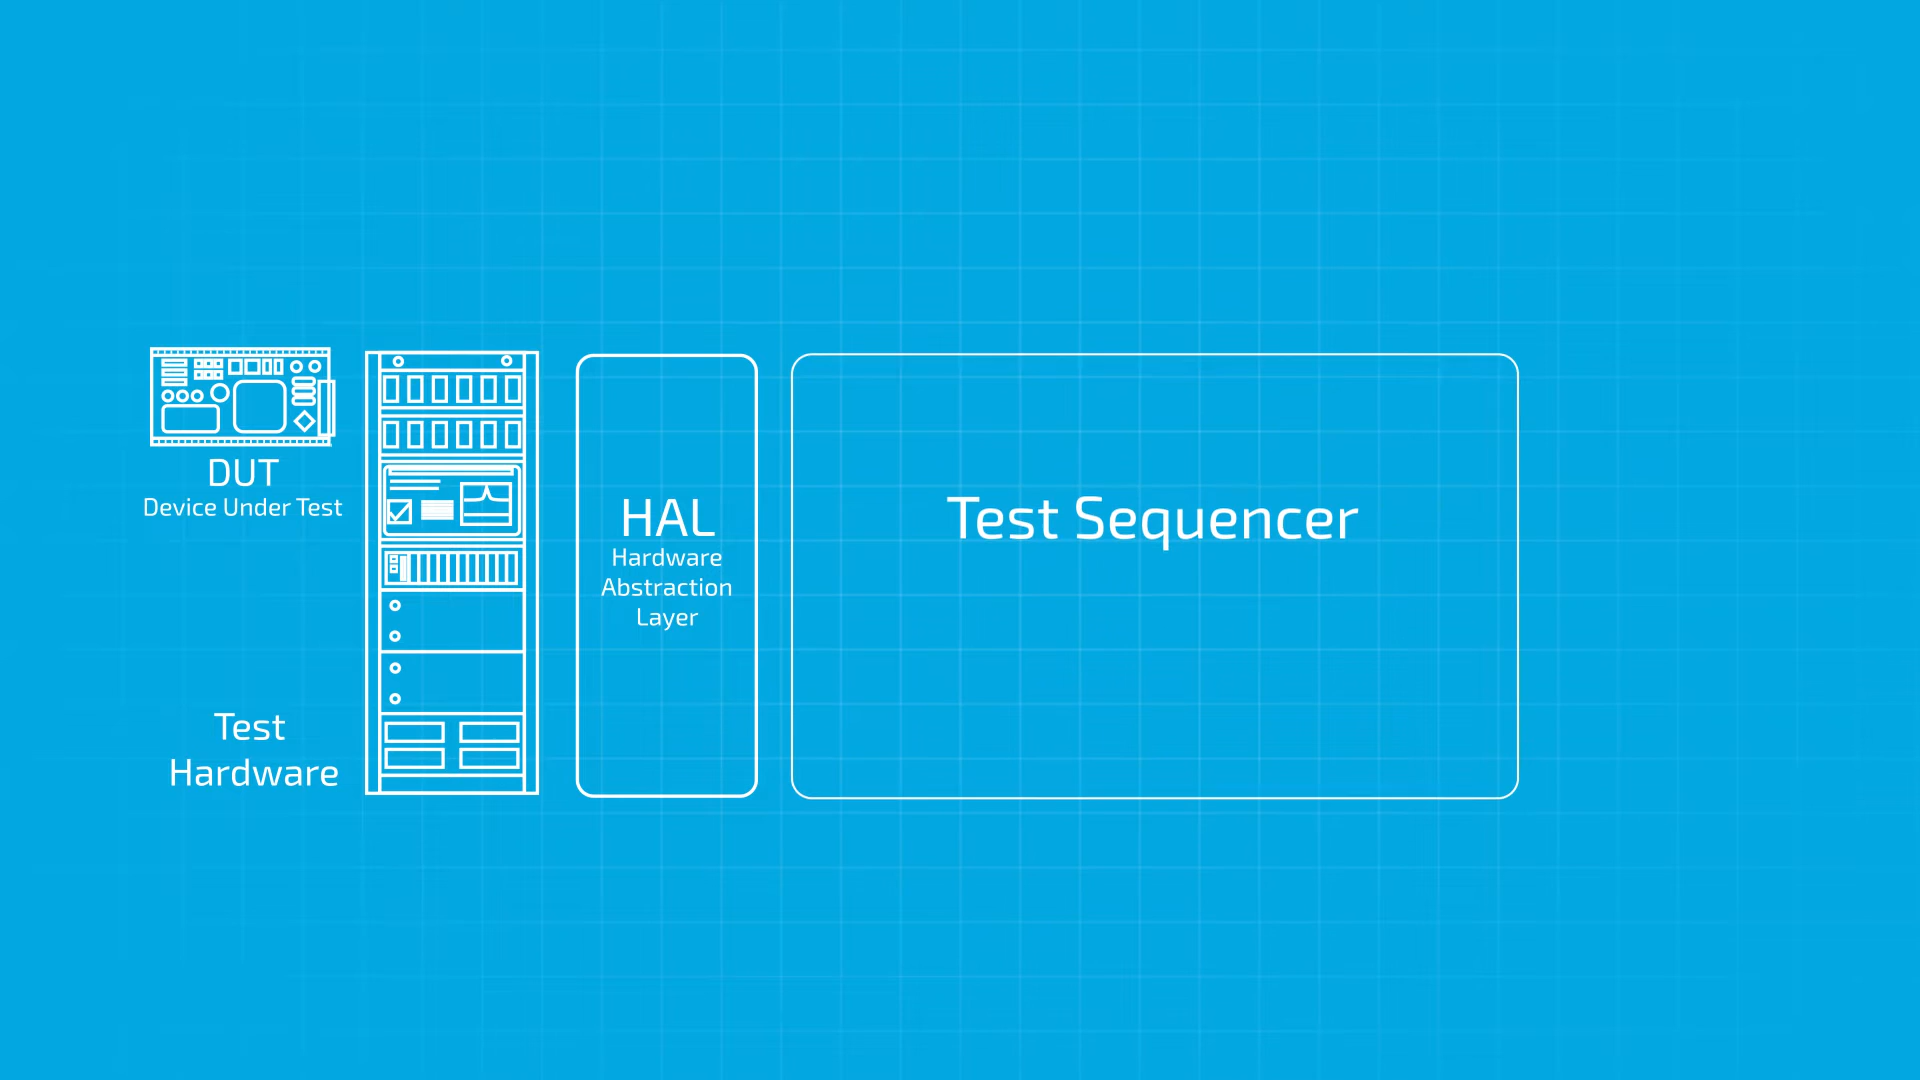 DUT
Device Under Test
Test
Hardware
HAL
Hardware
Abstraction
Layer
Test Sequencer